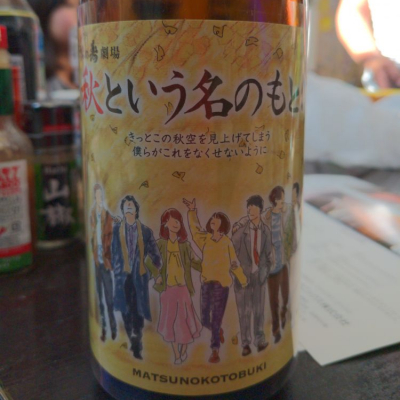 劇場
秋という名のもと
きっとこの秋空を見上げてしまう
僕らがこれをなくせないように
MATSUNOKOTOBUKI